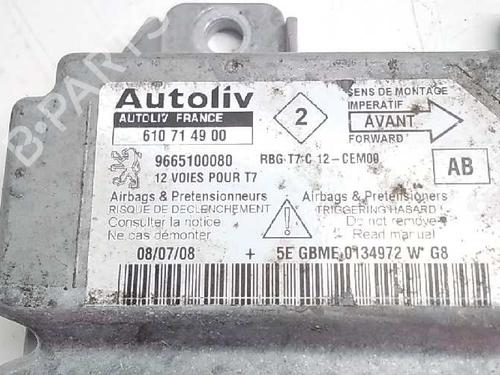 Autoliv
AUTOLIV FRANCE
610 71 49 00
9665100080
12 VOIES POUR T7
2
SENS DE MONTAGE
IMPERATIF
AVANT
FORWARD
RBG T7 C 12-CEM00
AB
Airbags & Pretensionneurs
RISQUE DE DECLENCHEMENT
Consulter la notice
Ne cas démonter
Airbags & Pretensioners
TRIGGERING HASARD !
Do not remove
Read manual
08/07/08 + 5E GBME 0134972 W G8
B-Parts